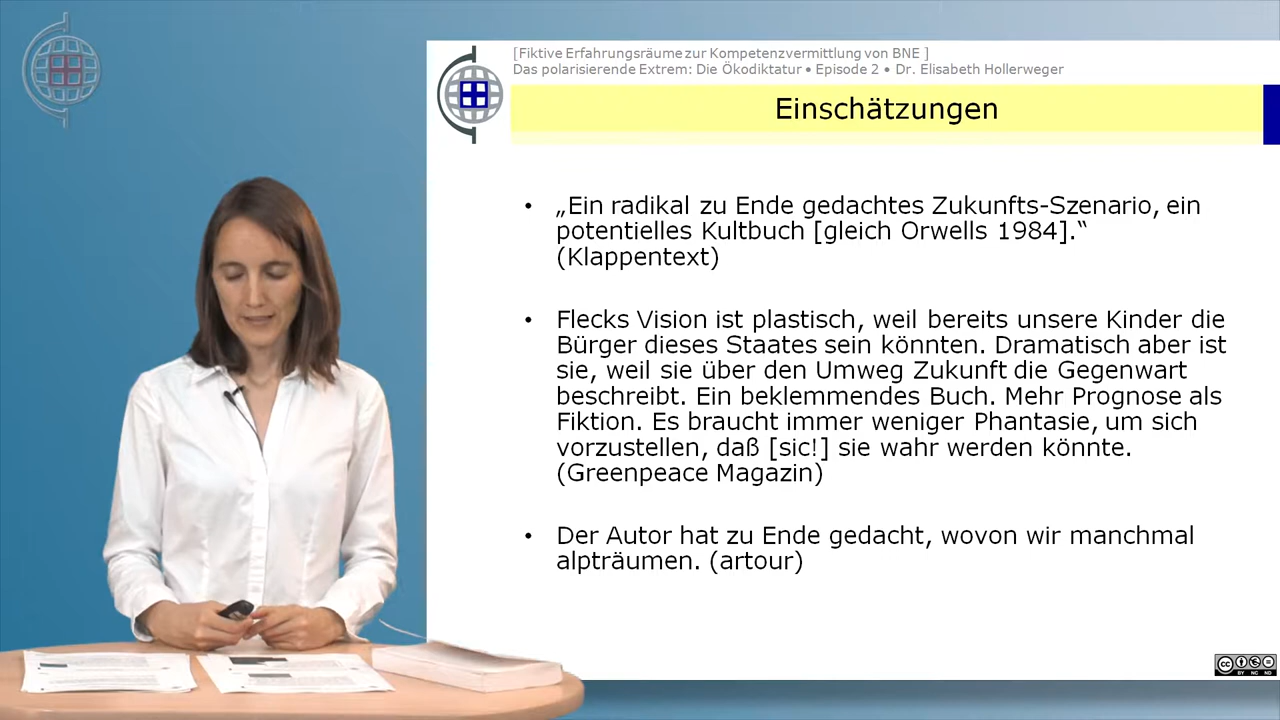 [Fiktive Erfahrungsräume zur Kompetenzvermittlung von BNE ]
Das polarisierende Extrem: Die Ökodiktatur • Episode 2 • Dr. Elisabeth Hollerweger
Einschätzungen
• „Ein radikal zu Ende gedachtes Zukunfts-Szenario, ein
potentielles Kultbuch [gleich Orwells 1984].“
(Klappentext)
• Flecks Vision ist plastisch, weil bereits unsere Kinder die
Bürger dieses Staates sein könnten. Dramatisch aber ist
sie, weil sie über den Umweg Zukunft die Gegenwart
beschreibt. Ein beklemmendes Buch. Mehr Prognose als
Fiktion. Es braucht immer weniger Phantasie, um sich
vorzustellen, daß [sic!] sie wahr werden könnte.
(Greenpeace Magazin)
• Der Autor hat zu Ende gedacht, wovon wir manchmal
alpträumen. (artour)
cc
BY NC ND